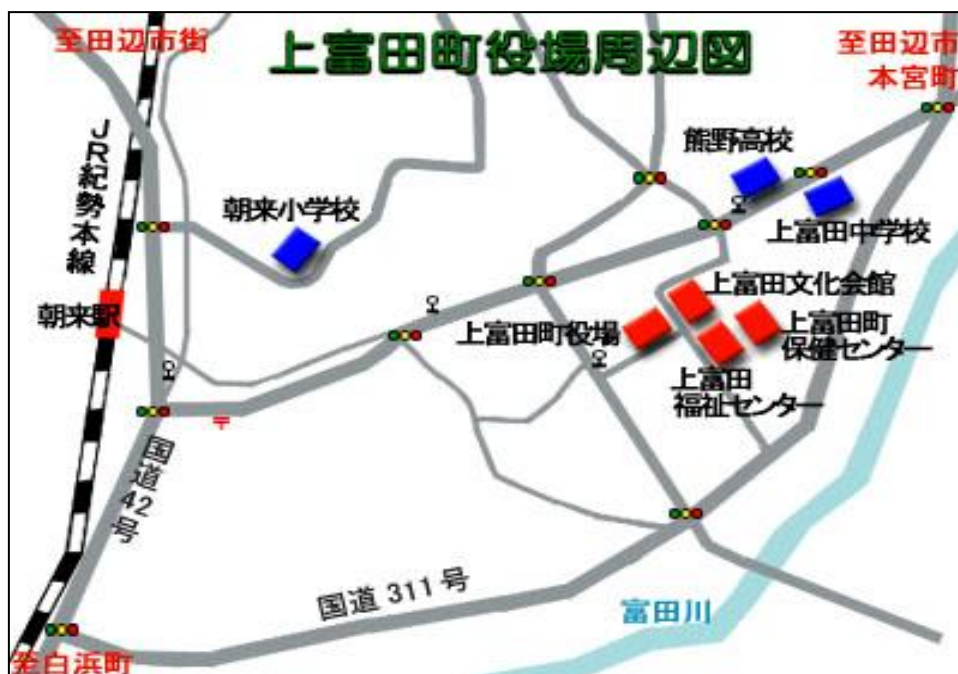 上富田町役場周辺図
至田辺市街
至田辺市
本宮町
JR紀勢本線
熊野高校
朝来小学校
上富田中学校
上富田文化会館
朝来駅
上富田町役場
上富田町
保健センター
上富田
福祉センター
〒
国道42号
国道311号
富田川
至白浜町